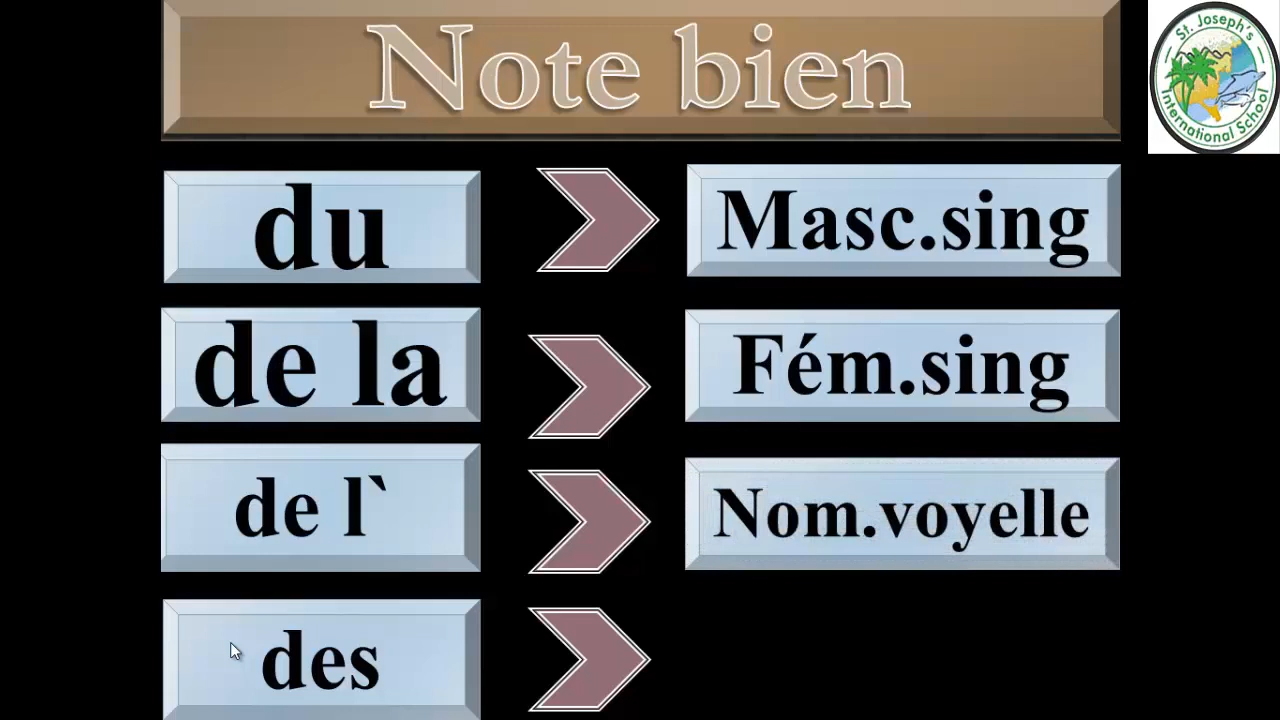 Note bien
St. Joseph's
International School
du
Masc.sing
de la
Fém.sing
de l`
Nom.voyelle
des